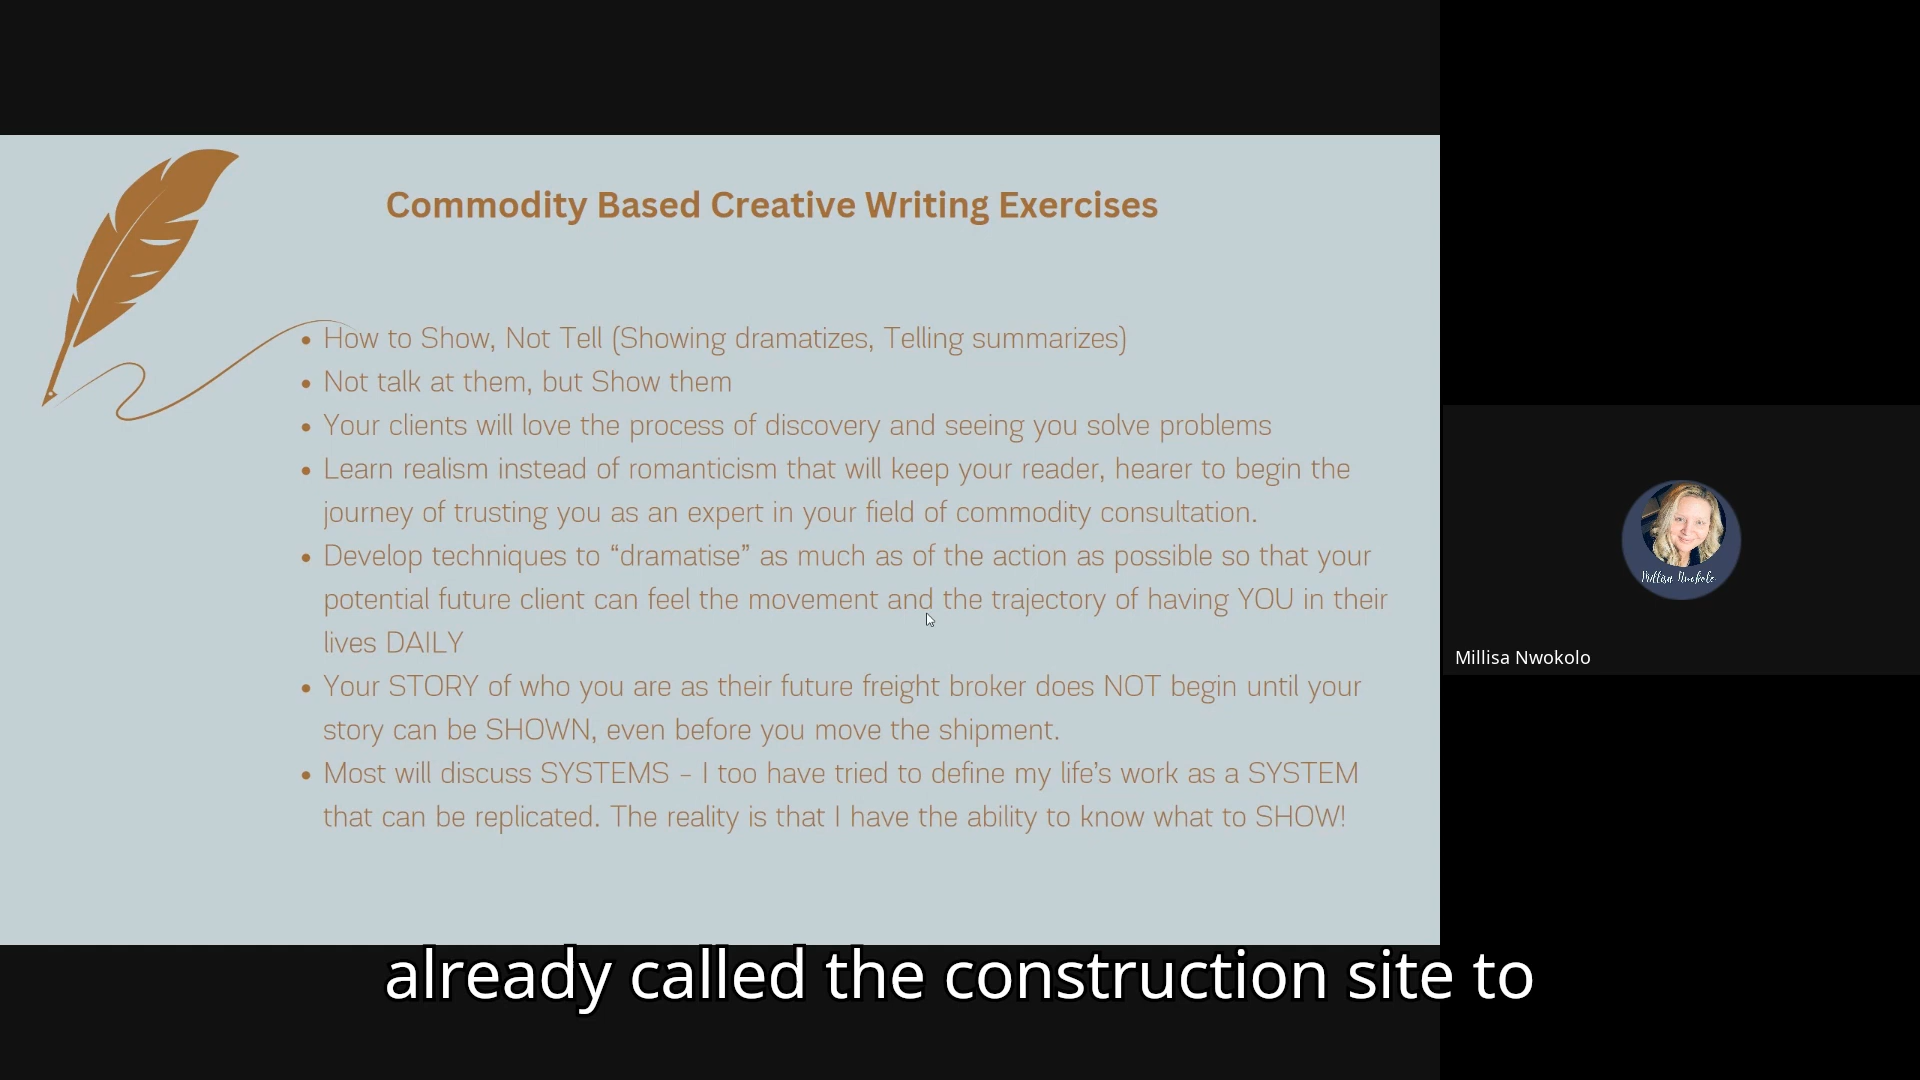 Commodity Based Creative Writing Exercises
• How to Show, Not Tell (Showing dramatizes, Telling summarizes)
• Not talk at them, but Show them
• Your clients will love the process of discovery and seeing you solve problems
• Learn realism instead of romanticism that will keep your reader, hearer to begin the
journey of trusting you as an expert in your field of commodity consultation.
• Develop techniques to “dramatise” as much as of the action as possible so that your
potential future client can feel the movement and the trajectory of having YOU in their
lives DAILY
• Your STORY of who you are as their future freight broker does NOT begin until your
story can be SHOWN, even before you move the shipment.
• Most will discuss SYSTEMS - I too have tried to define my life’s work as a SYSTEM
that can be replicated. The reality is that I have the ability to know what to SHOW!
Millisa Nwokolo
Millisa Nwokolo
already called the construction site to